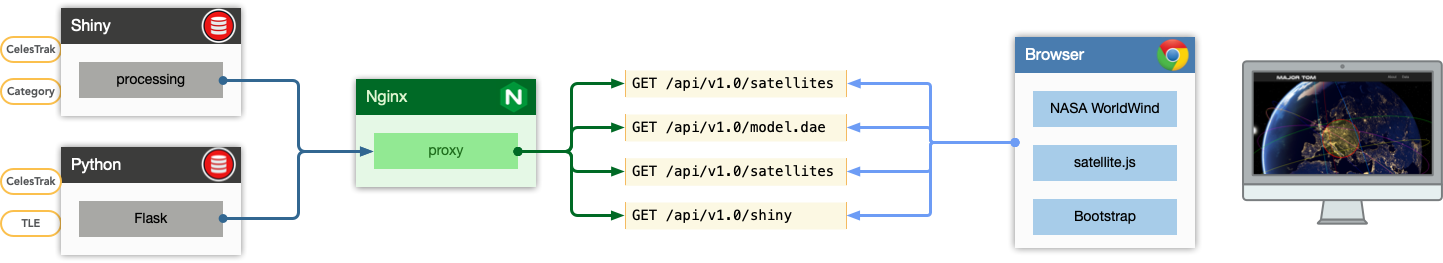 Shiny
CelesTrak
Category
processing
Python
CelesTrak
TLE
Flask
Nginx
proxy
GET /api/v1.0/satellites
GET /api/v1.0/model.dae
GET /api/v1.0/satellites
GET /api/v1.0/shiny
Browser
NASA WorldWind
satellite.js
Bootstrap
MAJOR TOM